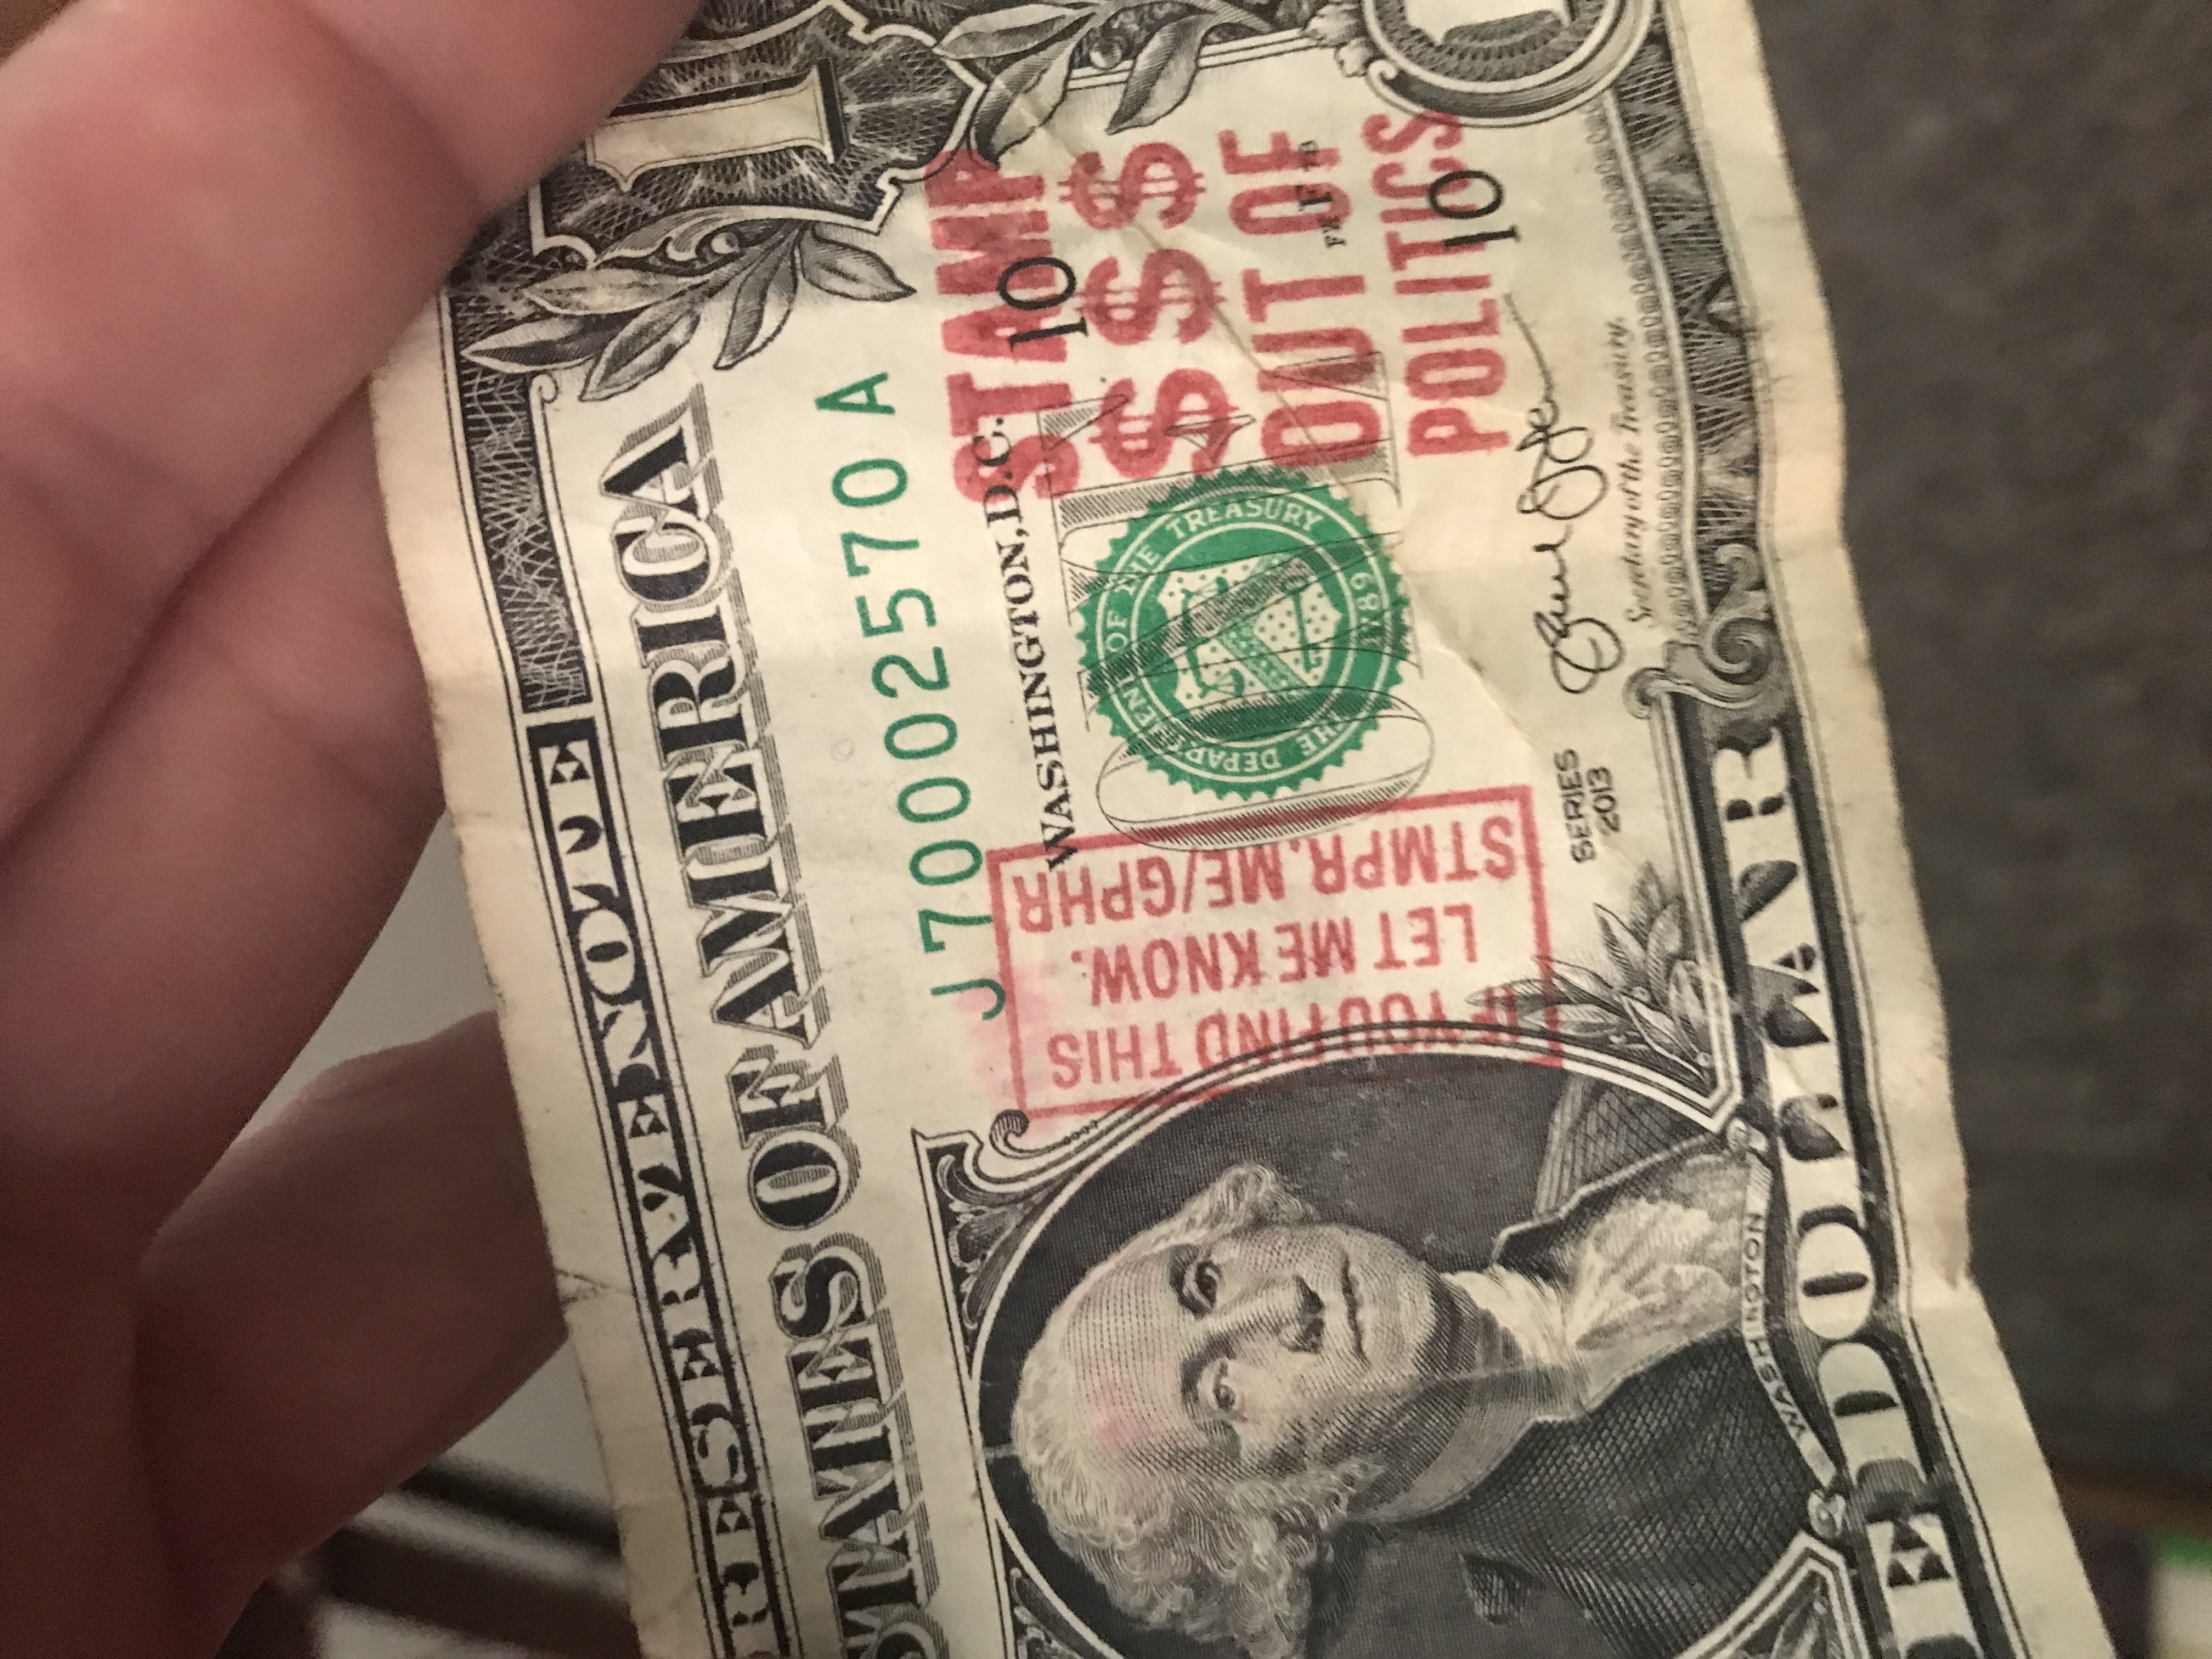 FEDERAL RESERVE NOTE
STATES OF AMERICA
J 70002570 A
WASHINGTON, D.C.
10
10
THE DEPARTMENT OF THE TREASURY
1789
SERIES
2013
Secretary of the Treasury.
WASHINGTON
DOLLAR
STAMP
$ $ $
OUT OF
POLITICS
IF YOU FIND THIS
LET ME KNOW.
STMPR.ME/GPHR